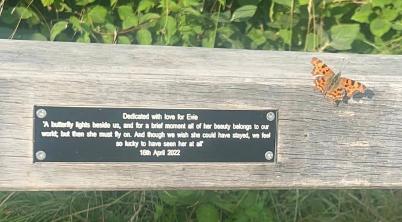 Dedicated with love for Evie
"A butterfly lights beside us, and for a brief moment all of her beauty belongs to our
world; but then she must fly on. And though we wish she could have stayed, we feel
so lucky to have seen her at all"
18th April 2022